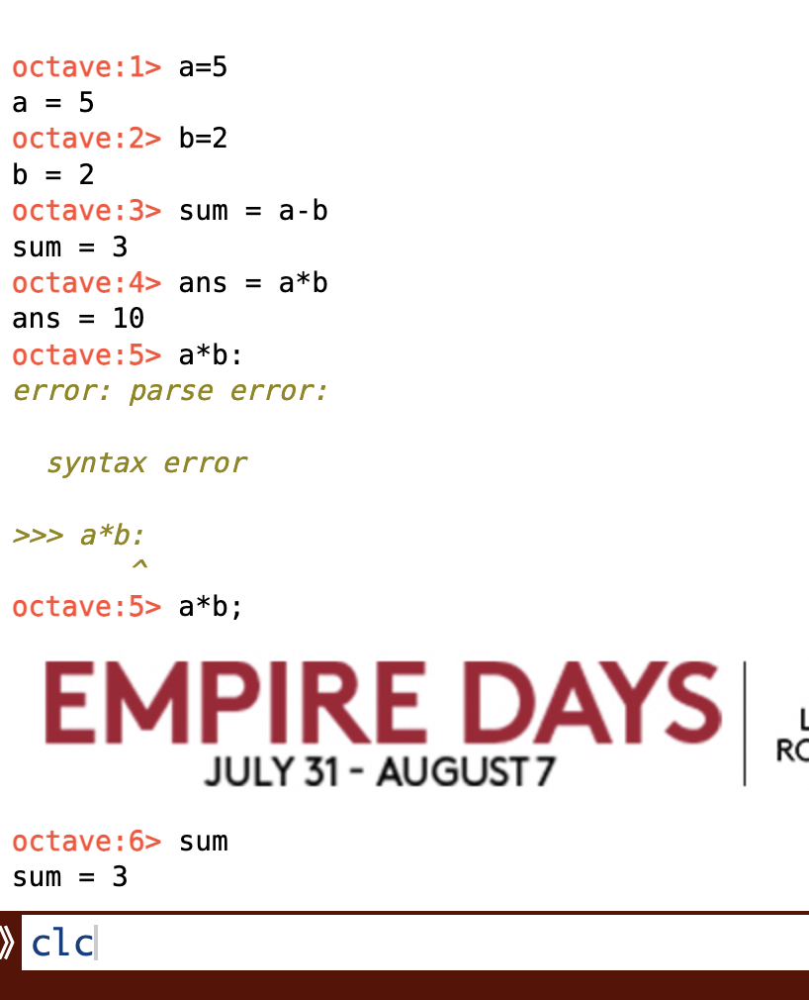 octave:1> a=5
a = 5
octave:2> b=2
b = 2
octave:3> sum = a-b
sum = 3
octave:4> ans = a*b
ans = 10
octave:5> a*b:
error: parse error:
syntax error
>>> a*b:
^
octave:5> a*b;
EMPIRE DAYS
JULY 31 - AUGUST 7
octave:6> sum
sum = 3
clc